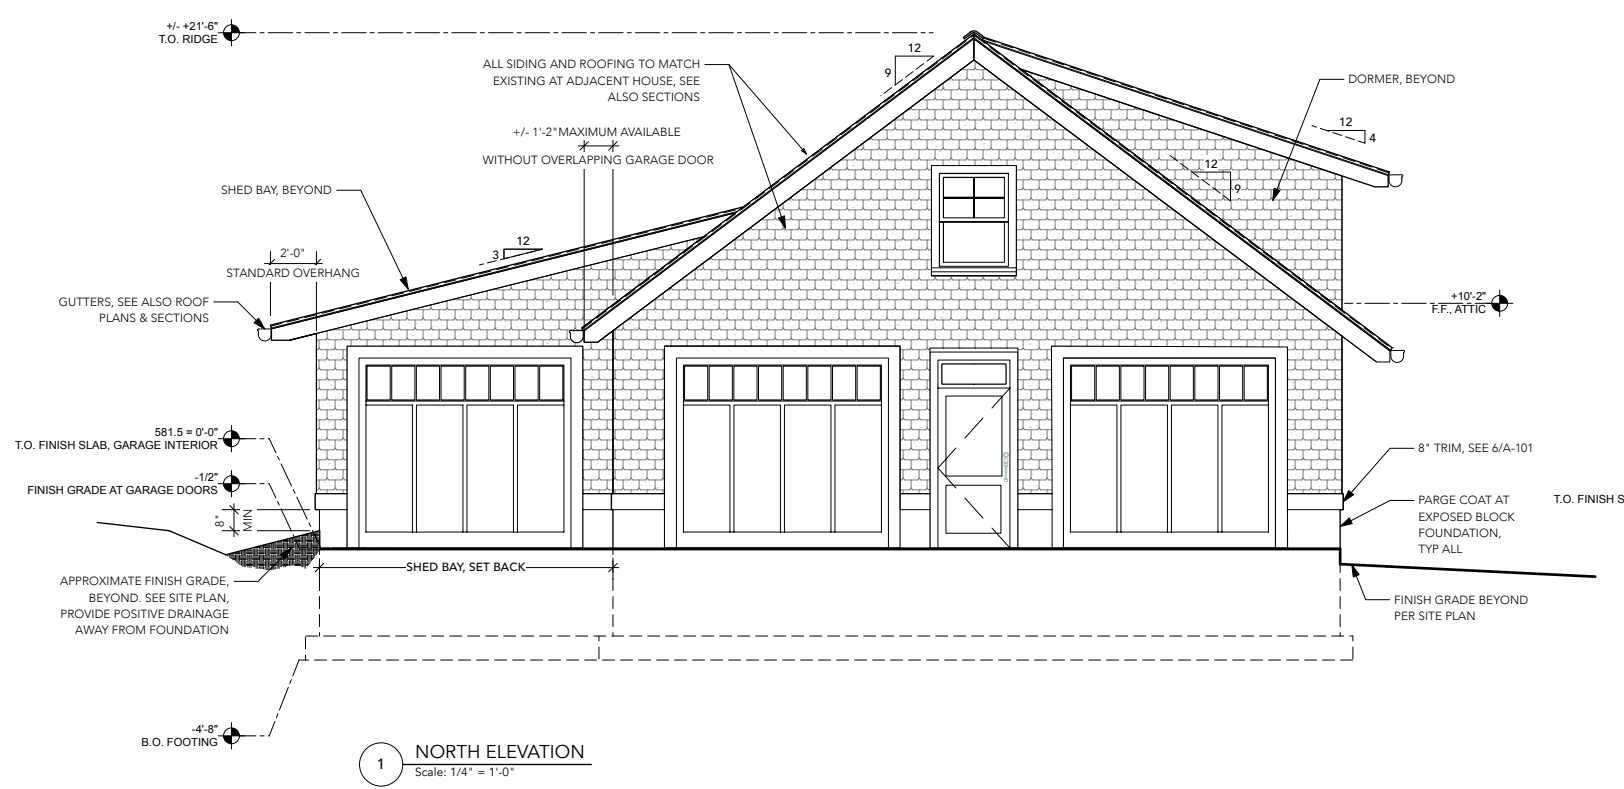 +/- +21'-6"
T.O. RIDGE
ALL SIDING AND ROOFING TO MATCH
EXISTING AT ADJACENT HOUSE, SEE
ALSO SECTIONS
12
9
DORMER, BEYOND
12
4
+/- 1'-2" MAXIMUM AVAILABLE
WITHOUT OVERLAPPING GARAGE DOOR
12
9
SHED BAY, BEYOND
12
3
2'-0"
STANDARD OVERHANG
GUTTERS, SEE ALSO ROOF
PLANS & SECTIONS
+10'-2"
F.F., ATTIC
581.5 = 0'-0"
T.O. FINISH SLAB, GARAGE INTERIOR
-1/2"
FINISH GRADE AT GARAGE DOORS
8"
MIN
8" TRIM, SEE 6/A-101
PARGE COAT AT
EXPOSED BLOCK
FOUNDATION,
TYP ALL
T.O. FINISH S
SHED BAY, SET BACK
APPROXIMATE FINISH GRADE,
BEYOND. SEE SITE PLAN,
PROVIDE POSITIVE DRAINAGE
AWAY FROM FOUNDATION
FINISH GRADE BEYOND
PER SITE PLAN
-4'-8"
B.O. FOOTING
1
NORTH ELEVATION
Scale: 1/4" = 1'-0"